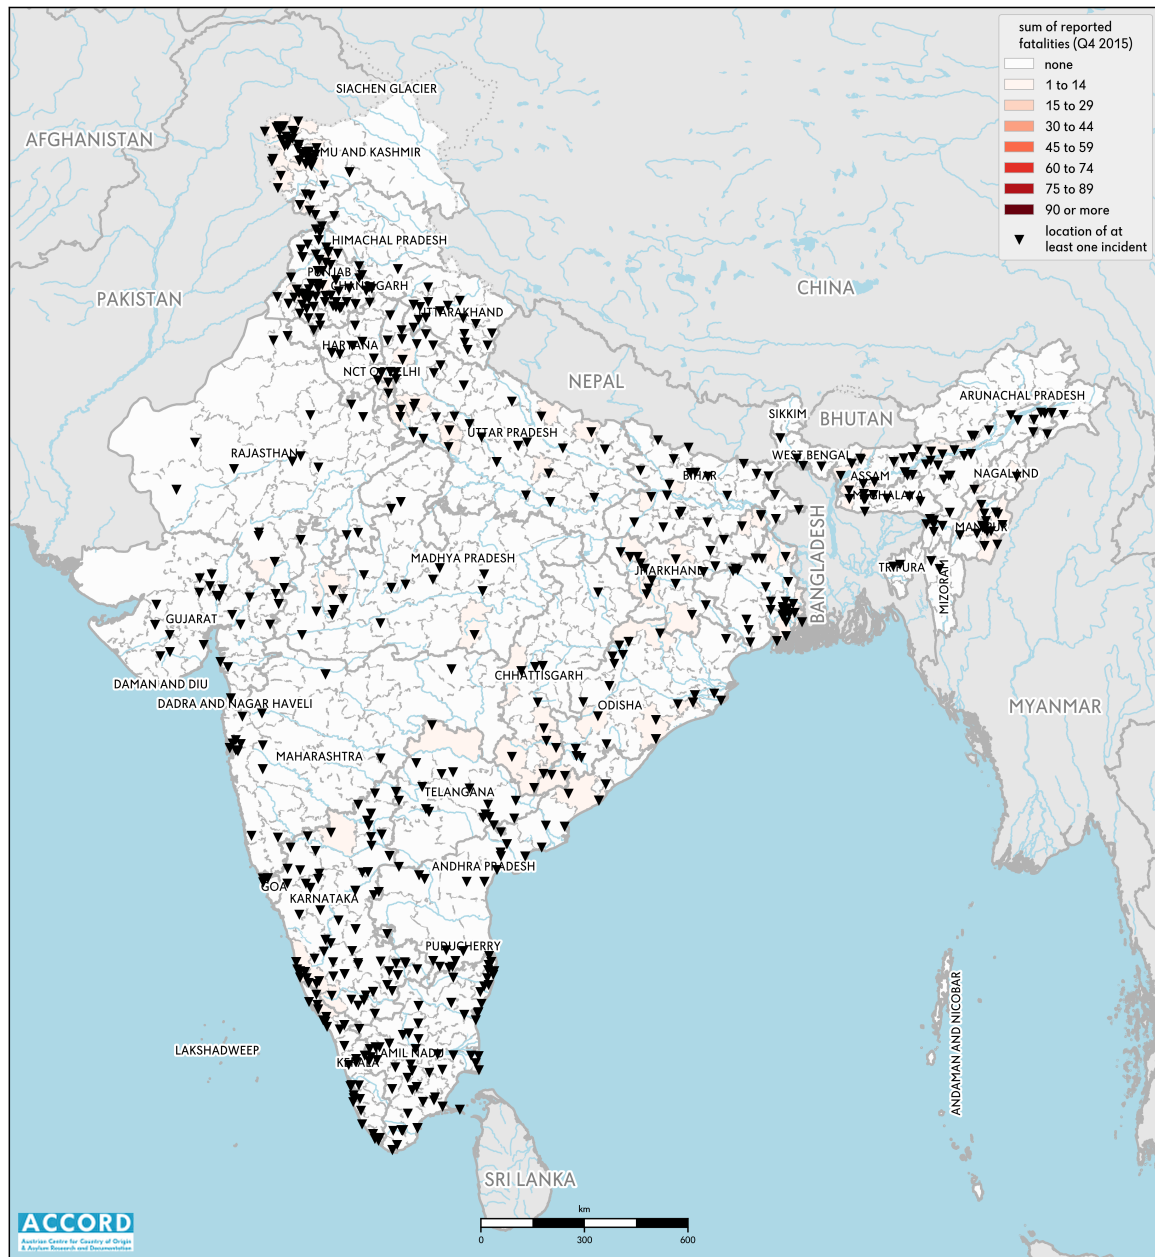 sum of reported
fatalities (Q4 2015)
none
1 to 14
15 to 29
30 to 44
45 to 59
60 to 74
75 to 89
90 or more
location of at
least one incident
SIACHEN GLACIER
AFGHANISTAN
MU AND KASHMIR
HIMACHAL PRADESH
PUNJAB
CHANDIGARH
PAKISTAN
CHINA
UTTARAKHAND
HARYANA
NCT OF DELHI
NEPAL
ARUNACHAL PRADESH
SIKKIM
BHUTAN
UTTAR PRADESH
RAJASTHAN
WEST BENGAL
BIHAR
ASSAM
NAGALAND
MEGHALAYA
MANIPUR
BANGLADESH
MADHYA PRADESH
JHARKHAND
TRIPURA
MIZORAM
GUJARAT
CHHATTISGARH
DAMAN AND DIU
DADRA AND NAGAR HAVELI
ODISHA
MYANMAR
MAHARASHTRA
TELANGANA
ANDHRA PRADESH
GOA
KARNATAKA
PUDUCHERRY
ANDAMAN AND NICOBAR
LAKSHADWEEP
TAMIL NADU
KERALA
SRI LANKA
km
0 300 600
ACCORD
Austrian Centre for Country of Origin
& Asylum Research and Documentation